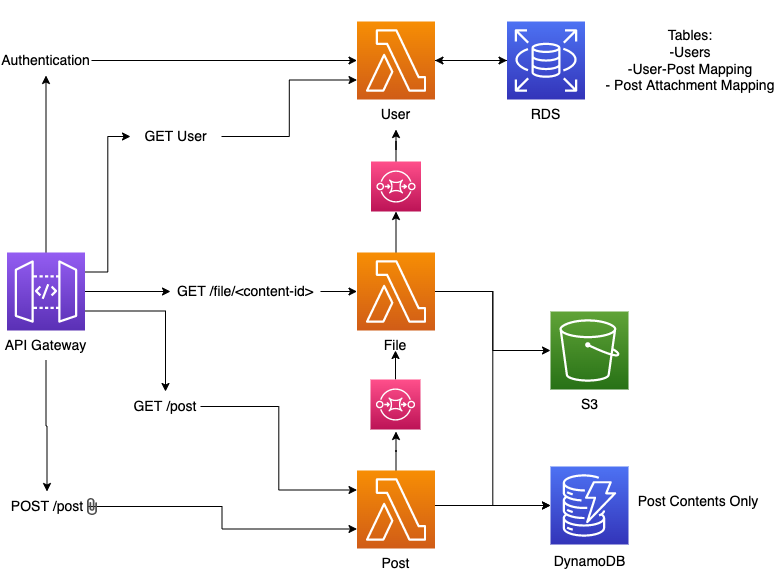 Tables:
-Users
-User-Post Mapping
- Post Attachment Mapping
Authentication
User
RDS
GET User
GET /file/<content-id>
API Gateway
File
S3
GET /post
POST /post
Post Contents Only
Post
DynamoDB